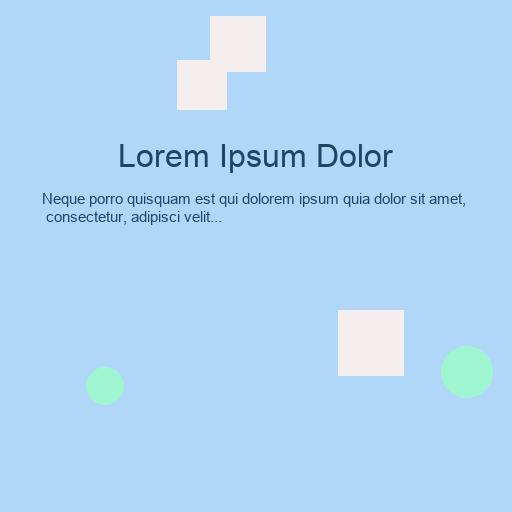 Lorem Ipsum Dolor
Neque porro quisquam est qui dolorem ipsum quia dolor sit amet,
consectetur, adipisci velit...